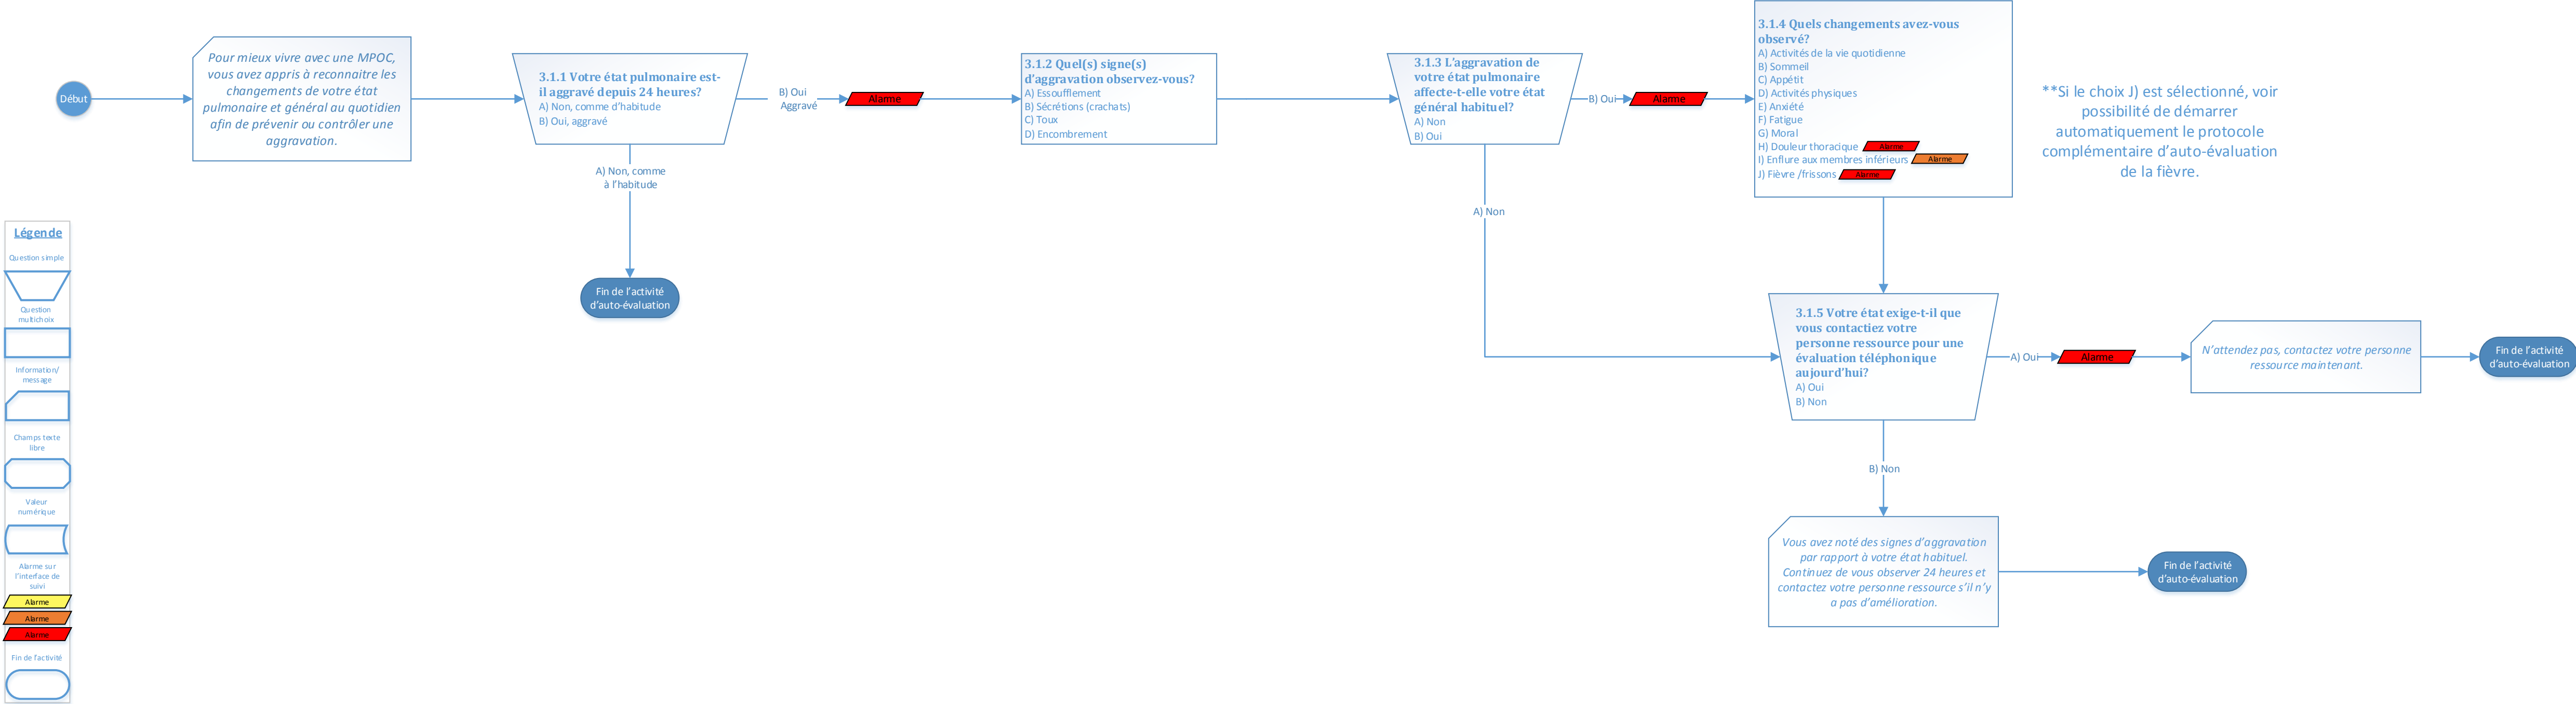 Début
Pour mieux vivre avec une MPOC,
vous avez appris à reconnaitre les
changements de votre état
pulmonaire et général au quotidien
afin de prévenir ou contrôler une
aggravation.
3.1.1 Votre état pulmonaire est-
il aggravé depuis 24 heures?
A) Non, comme d'habitude
B) Oui, aggravé
B) Oui
Aggravé
Alarme
A) Non, comme
à l'habitude
Fin de l'activité
d'auto-évaluation
3.1.2 Quel(s) signe(s)
d'aggravation observez-vous?
A) Essoufflement
B) Sécrétions (crachats)
C) Toux
D) Encombrement
3.1.3 L'aggravation de
votre état pulmonaire
affecte-t-elle votre état
général habituel?
A) Non
B) Oui
B) Oui
Alarme
A) Non
3.1.4 Quels changements avez-vous
observé?
A) Activités de la vie quotidienne
B) Sommeil
C) Appétit
D) Activités physiques
E) Anxiété
F) Fatigue
G) Moral
H) Douleur thoracique Alarme
I) Enflure aux membres inférieurs Alarme
J) Fièvre /frissons Alarme
**Si le choix J) est sélectionné, voir
possibilité de démarrer
automatiquement le protocole
complémentaire d'auto-évaluation
de la fièvre.
3.1.5 Votre état exige-t-il que
vous contactiez votre
personne ressource pour une
évaluation téléphonique
aujourd'hui?
A) Oui
B) Non
A) Oui
Alarme
N'attendez pas, contactez votre personne
ressource maintenant.
Fin de l'activité
d'auto-évaluation
B) Non
Vous avez noté des signes d'aggravation
par rapport à votre état habituel.
Continuez de vous observer 24 heures et
contactez votre personne ressource s'il n'y
a pas d'amélioration.
Fin de l'activité
d'auto-évaluation
Légende
Question simple
Question
multichoix
Information/
message
Champs texte
libre
Valeur
numérique
Alarme sur
l'interface de
suivi
Alarme
Alarme
Alarme
Fin de l'activité